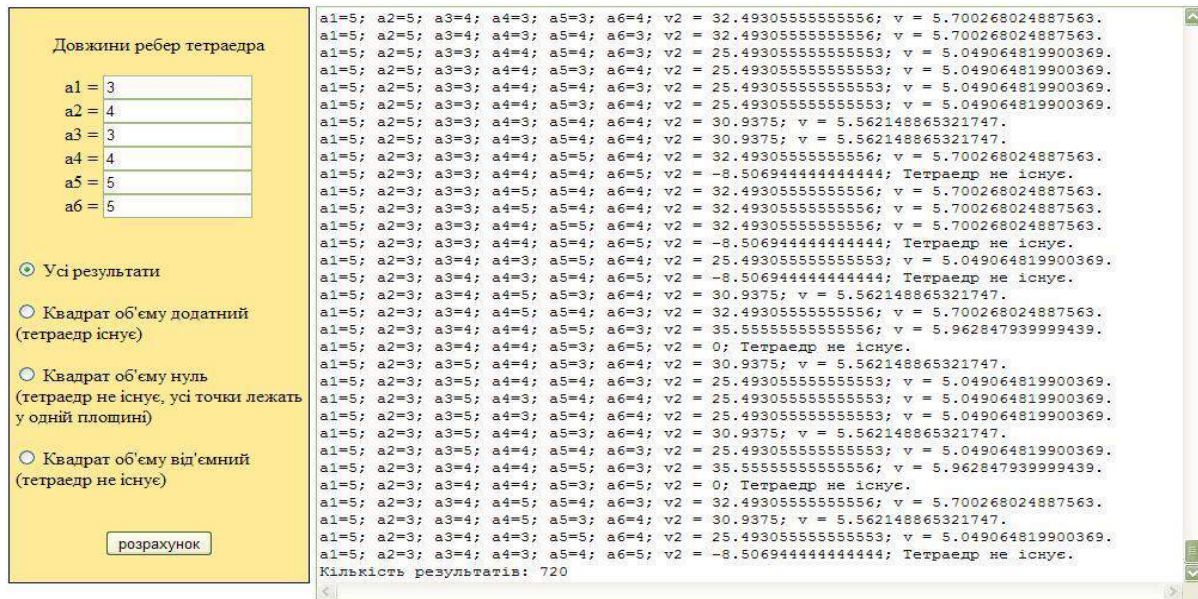 Довжини ребер тетраедра
a1 = 3
a2 = 4
a3 = 3
a4 = 4
a5 = 5
a6 = 5
Усі результати
Квадрат об'єму додатний
(тетраедр існує)
Квадрат об'єму нуль
(тетраедр не існує, усі точки лежать
у одній площині)
Квадрат об'єму від'ємний
(тетраедр не існує)
розрахунок
a1=5; a2=5; a3=4; a4=3; a5=3; a6=4; v2 = 32.49305555555556; v = 5.700268024887563.
a1=5; a2=5; a3=4; a4=3; a5=4; a6=3; v2 = 32.49305555555556; v = 5.700268024887563.
a1=5; a2=5; a3=3; a4=4; a5=4; a6=3; v2 = 25.493055555555553; v = 5.049064819900369.
a1=5; a2=5; a3=3; a4=4; a5=3; a6=4; v2 = 25.493055555555553; v = 5.049064819900369.
a1=5; a2=5; a3=3; a4=4; a5=4; a6=3; v2 = 25.493055555555553; v = 5.049064819900369.
a1=5; a2=5; a3=3; a4=4; a5=3; a6=4; v2 = 25.493055555555553; v = 5.049064819900369.
a1=5; a2=5; a3=3; a4=3; a5=4; a6=4; v2 = 30.9375; v = 5.562148865321747.
a1=5; a2=5; a3=3; a4=3; a5=4; a6=4; v2 = 30.9375; v = 5.562148865321747.
a1=5; a2=3; a3=3; a4=4; a5=5; a6=4; v2 = 32.49305555555556; v = 5.700268024887563.
a1=5; a2=3; a3=3; a4=4; a5=4; a6=5; v2 = -8.506944444444444; Тетраедр не існує.
a1=5; a2=3; a3=3; a4=5; a5=4; a6=4; v2 = 32.49305555555556; v = 5.700268024887563.
a1=5; a2=3; a3=3; a4=5; a5=4; a6=4; v2 = 32.49305555555556; v = 5.700268024887563.
a1=5; a2=3; a3=3; a4=4; a5=5; a6=4; v2 = 32.49305555555556; v = 5.700268024887563.
a1=5; a2=3; a3=3; a4=4; a5=4; a6=5; v2 = -8.506944444444444; Тетраедр не існує.
a1=5; a2=3; a3=4; a4=3; a5=5; a6=4; v2 = 25.493055555555553; v = 5.049064819900369.
a1=5; a2=3; a3=4; a4=3; a5=4; a6=5; v2 = -8.506944444444444; Тетраедр не існує.
a1=5; a2=3; a3=4; a4=5; a5=3; a6=4; v2 = 30.9375; v = 5.562148865321747.
a1=5; a2=3; a3=4; a4=5; a5=4; a6=3; v2 = 32.49305555555556; v = 5.700268024887563.
a1=5; a2=3; a3=4; a4=4; a5=5; a6=3; v2 = 35.55555555555556; v = 5.962847939999439.
a1=5; a2=3; a3=4; a4=4; a5=3; a6=5; v2 = 0; Тетраедр не існує.
a1=5; a2=3; a3=5; a4=4; a5=3; a6=4; v2 = 30.9375; v = 5.562148865321747.
a1=5; a2=3; a3=5; a4=4; a5=4; a6=3; v2 = 25.493055555555553; v = 5.049064819900369.
a1=5; a2=3; a3=5; a4=3; a5=4; a6=4; v2 = 25.493055555555553; v = 5.049064819900369.
a1=5; a2=3; a3=5; a4=3; a5=4; a6=4; v2 = 25.493055555555553; v = 5.049064819900369.
a1=5; a2=3; a3=5; a4=4; a5=3; a6=4; v2 = 30.9375; v = 5.562148865321747.
a1=5; a2=3; a3=5; a4=4; a5=4; a6=3; v2 = 25.493055555555553; v = 5.049064819900369.
a1=5; a2=3; a3=4; a4=4; a5=5; a6=3; v2 = 35.55555555555556; v = 5.962847939999439.
a1=5; a2=3; a3=4; a4=4; a5=3; a6=5; v2 = 0; Тетраедр не існує.
a1=5; a2=3; a3=4; a4=5; a5=4; a6=3; v2 = 32.49305555555556; v = 5.700268024887563.
a1=5; a2=3; a3=4; a4=5; a5=3; a6=4; v2 = 30.9375; v = 5.562148865321747.
a1=5; a2=3; a3=4; a4=3; a5=5; a6=4; v2 = 25.493055555555553; v = 5.049064819900369.
a1=5; a2=3; a3=4; a4=3; a5=4; a6=5; v2 = -8.506944444444444; Тетраедр не існує.
Кількість результатів: 720